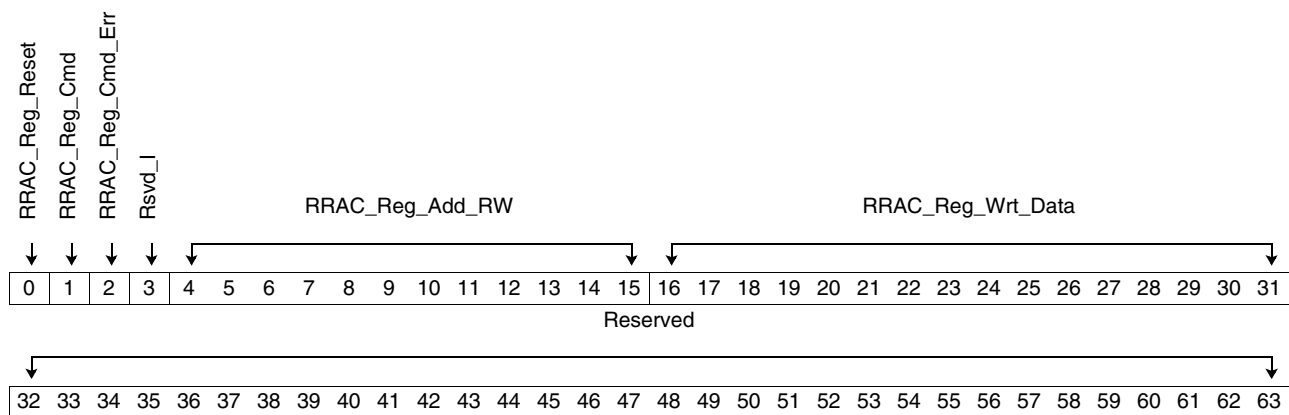 RRAC_Reg_Reset
RRAC_Reg_Cmd
RRAC_Reg_Cmd_Err
Rsvd_I
RRAC_Reg_Add_RW
RRAC_Reg_Wrt_Data
0 1 2 3 4 5 6 7 8 9 10 11 12 13 14 15 16 17 18 19 20 21 22 23 24 25 26 27 28 29 30 31
Reserved
32 33 34 35 36 37 38 39 40 41 42 43 44 45 46 47 48 49 50 51 52 53 54 55 56 57 58 59 60 61 62 63